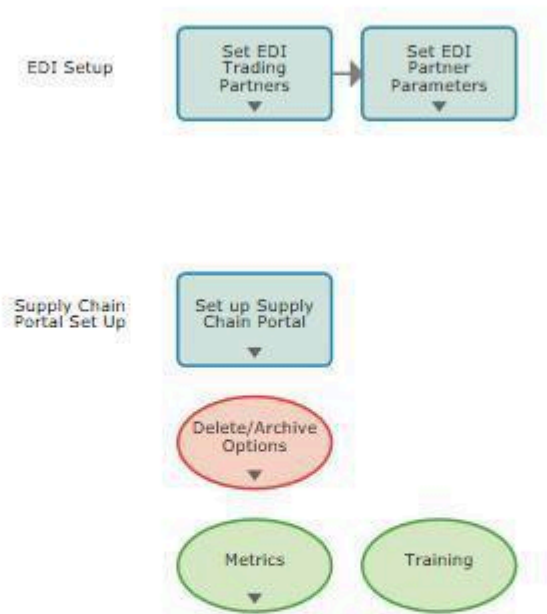 EDI Setup
Set EDI
Trading
Partners
Set EDI
Partner
Parameters
Supply Chain
Portal Set Up
Set up Supply
Chain Portal
Delete/Archive
Options
Metrics
Training